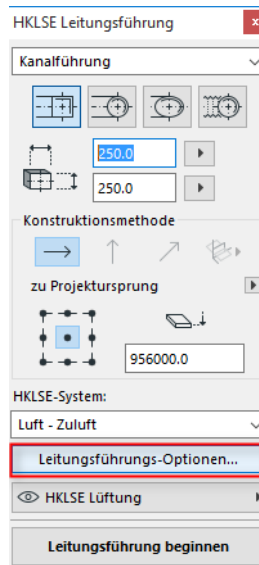 HKLSE Leitungsführung
Kanalführung
250.0
250.0
Konstruktionsmethode
zu Projektursprung
956000.0
HKLSE-System:
Luft - Zuluft
Leitungsführungs-Optionen...
HKLSE Lüftung
Leitungsführung beginnen